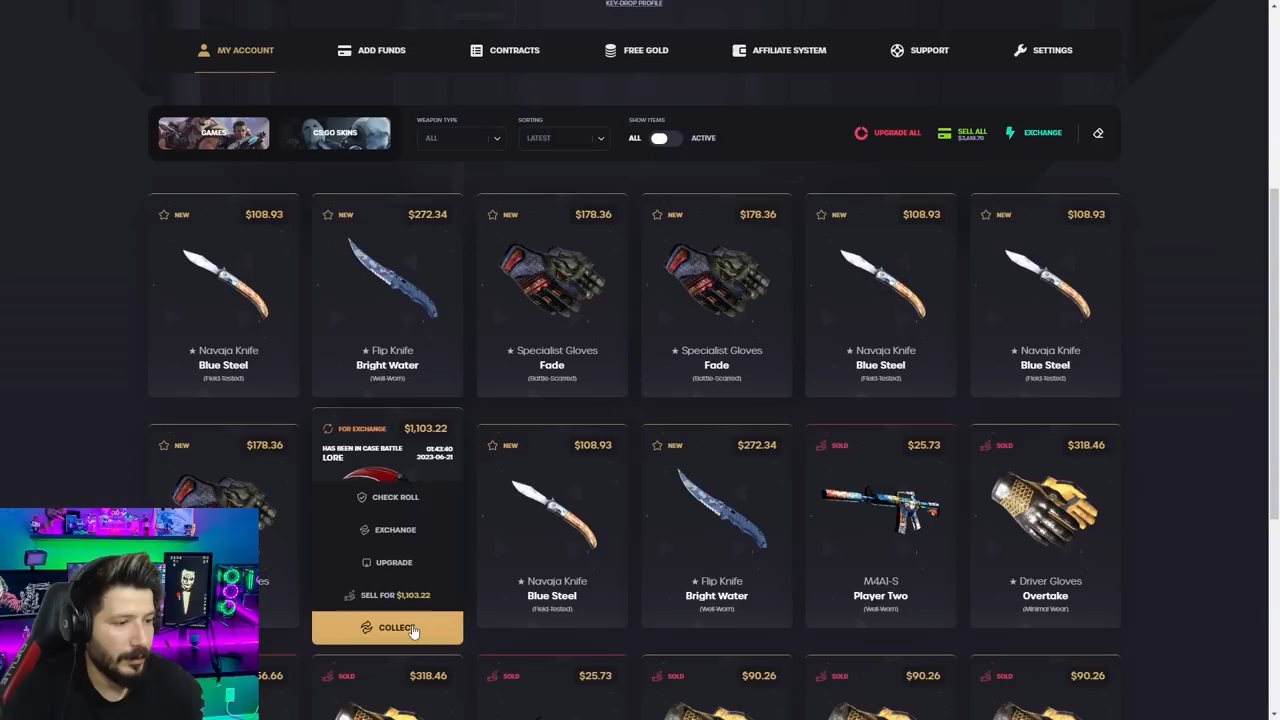 KEY-DROP PROFILE
MY ACCOUNT
ADD FUNDS
CONTRACTS
FREE GOLD
AFFILIATE SYSTEM
SUPPORT
SETTINGS
GAMES
CS:GO SKINS
WEAPON TYPE
ALL
SORTING
LATEST
SHOW ITEMS
ALL
ACTIVE
UPGRADE ALL
SELL ALL
$2,619.70
EXCHANGE
NEW $108.93
NEW $272.34
NEW $178.36
NEW $178.36
NEW $108.93
NEW $108.93
★ Navaja Knife
Blue Steel
(Field-Tested)
★ Flip Knife
Bright Water
(Well-Worn)
★ Specialist Gloves
Fade
(Battle-Scarred)
★ Specialist Gloves
Fade
(Battle-Scarred)
★ Navaja Knife
Blue Steel
(Field-Tested)
★ Navaja Knife
Blue Steel
(Field-Tested)
NEW $178.36
FOR EXCHANGE $1,103.22
HAS BEEN IN CASE BATTLE
LORE
01:42:40
2023-06-21
CHECK ROLL
EXCHANGE
UPGRADE
SELL FOR $1,103.22
NEW $108.93
★ Navaja Knife
Blue Steel
(Field-Tested)
NEW $272.34
★ Flip Knife
Bright Water
(Well-Worn)
SOLD $25.73
M4A1-S
Player Two
(Well-Worn)
SOLD $318.46
★ Driver Gloves
Overtake
(Minimal Wear)
SOLD $318.46
SOLD $25.73
SOLD $90.26
SOLD $90.26
SOLD $90.26